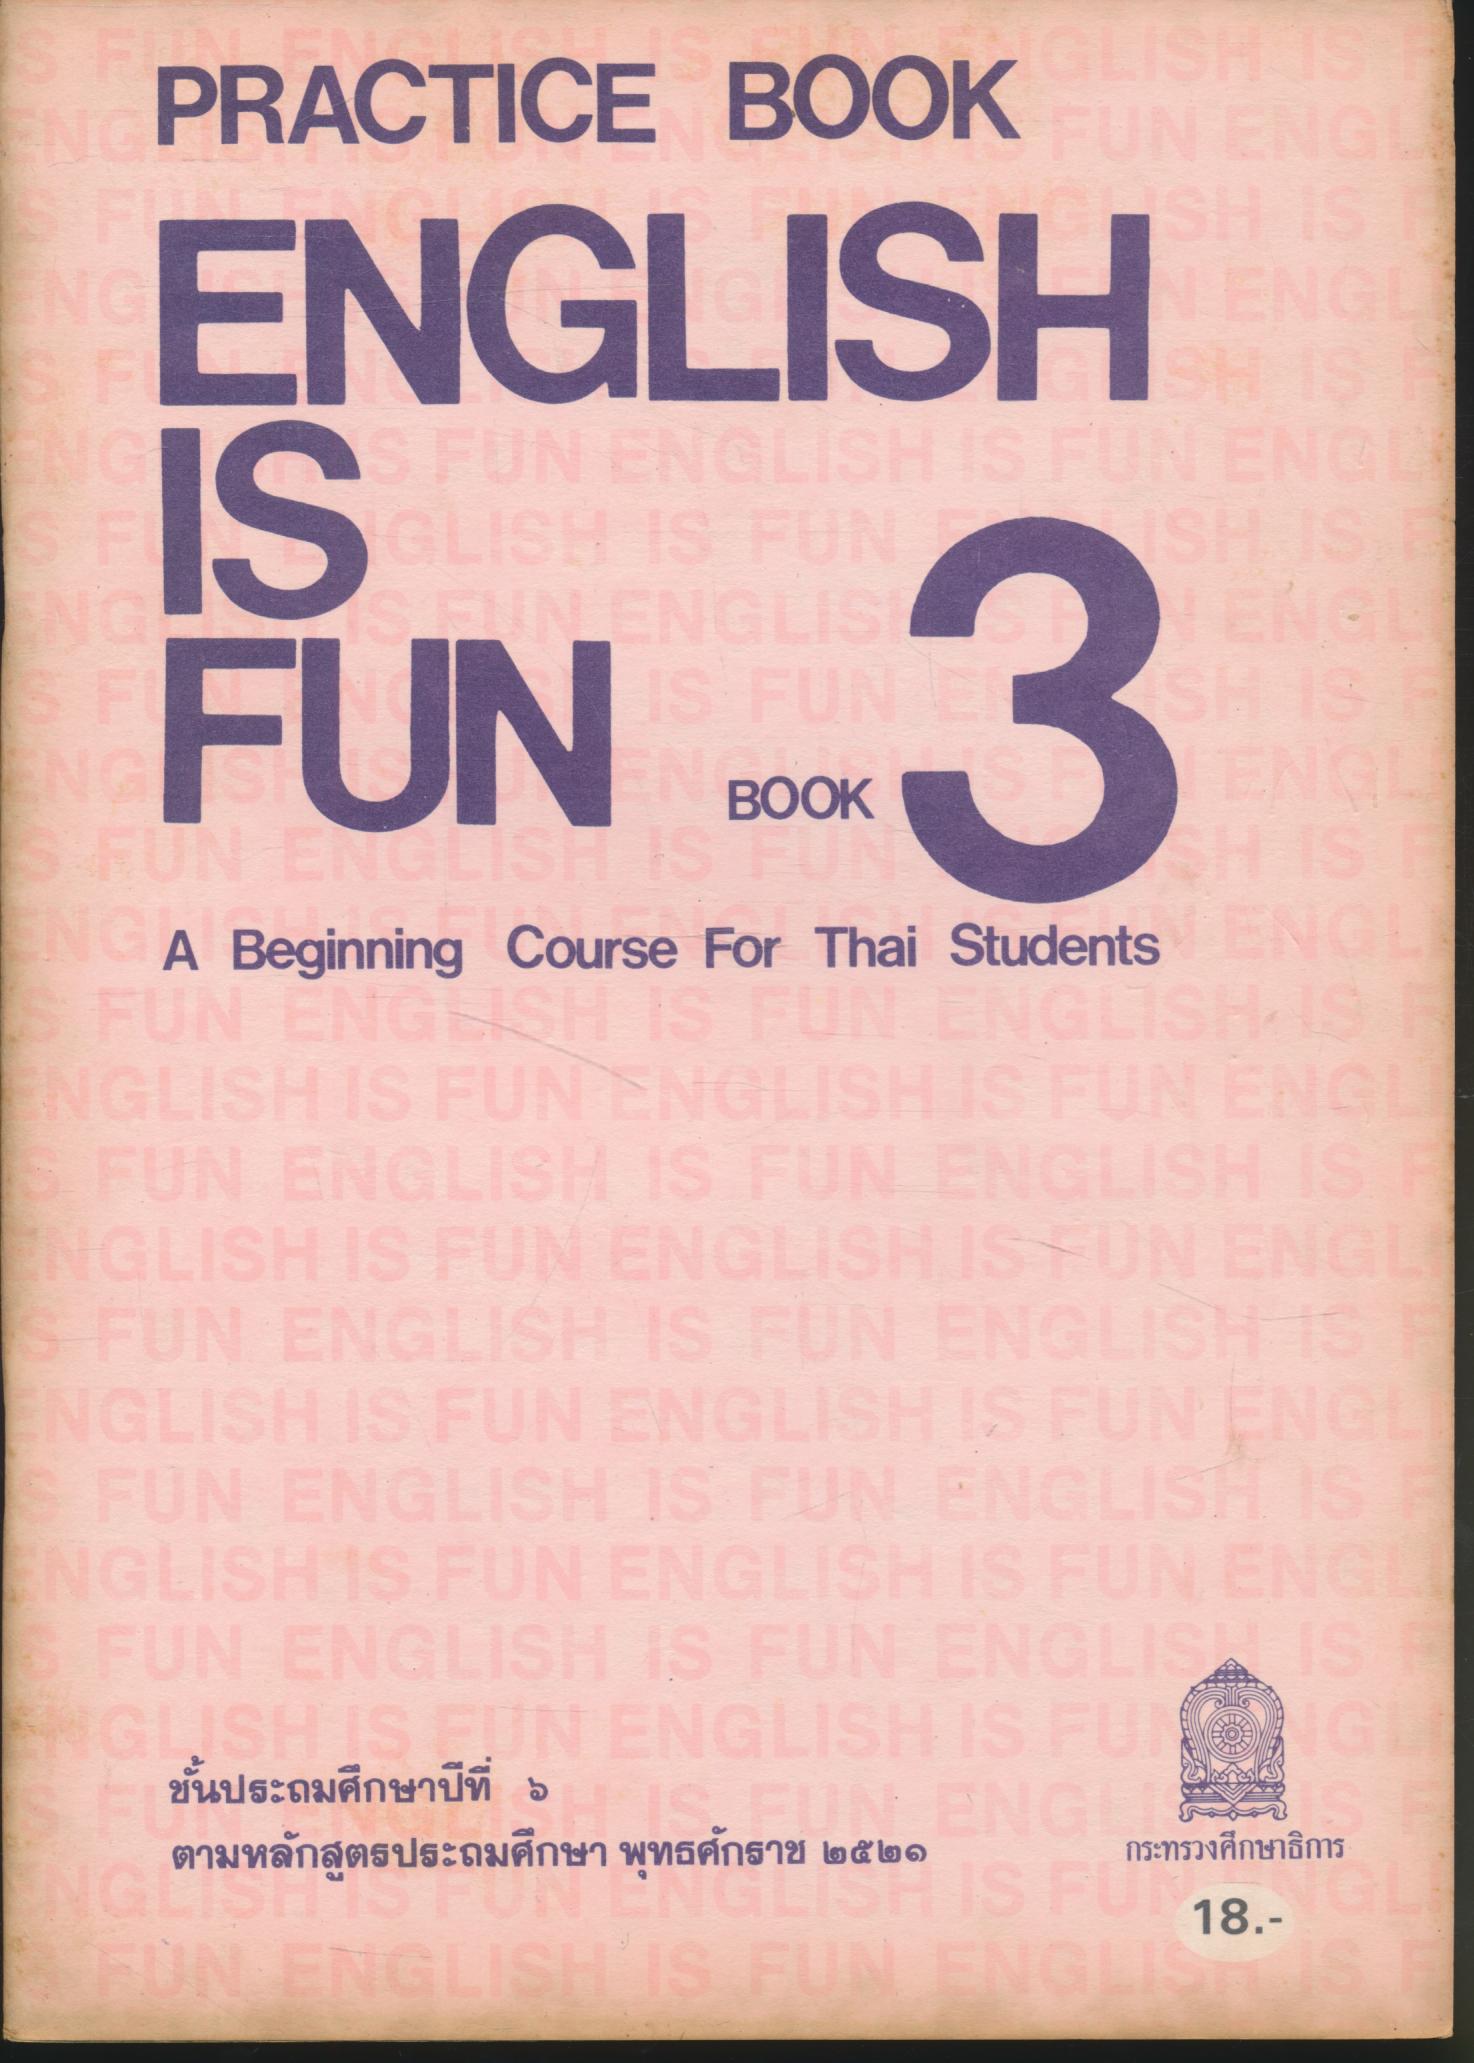 PRACTICE BOOK
ENGLISH
IS
FUN
BOOK 3
A Beginning Course For Thai Students
ชั้นประถมศึกษาปีที่ ๖
ตามหลักสูตรประถมศึกษา พุทธศักราช ๒๕๒๑
กระทรวงศึกษาธิการ
18.-